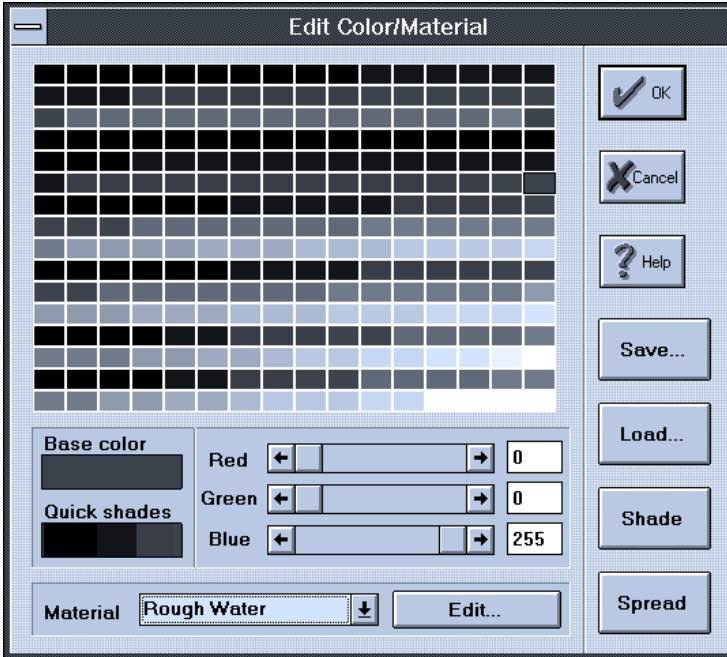 Edit Color/Material
OK
Cancel
Help
Save...
Load...
Shade
Spread
Base color
Quick shades
Red 0
Green 0
Blue 255
Material Rough Water Edit...